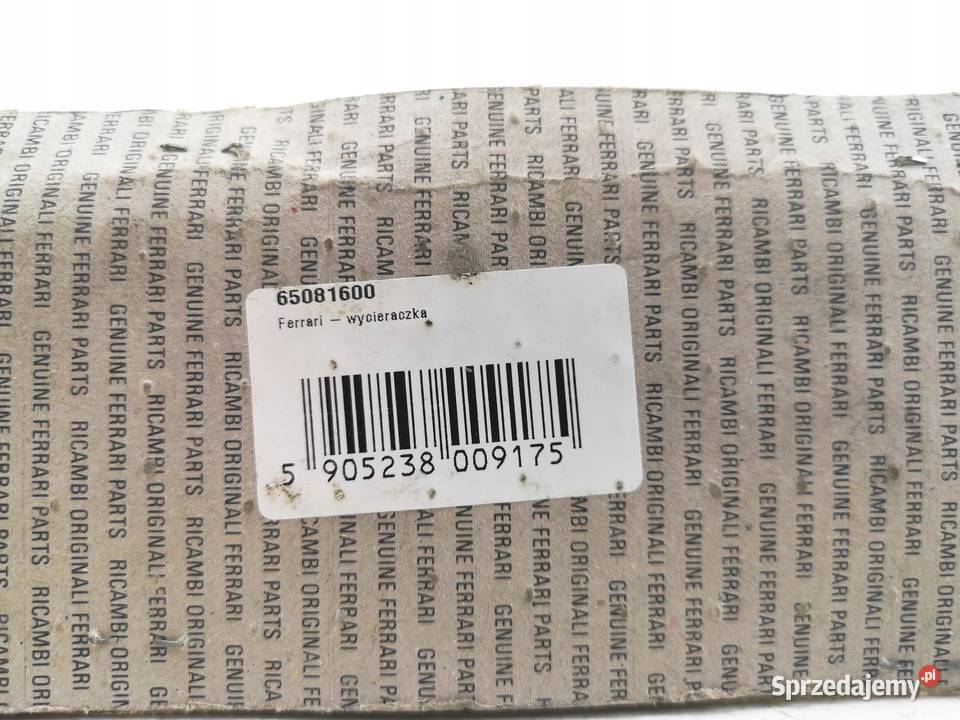 65081600
Ferrari – wycieraczka
5 905238 009175
GENUINE FERRARI PARTS RICAMBI ORIGINALI FERRARI
Sprzedajemy.pl